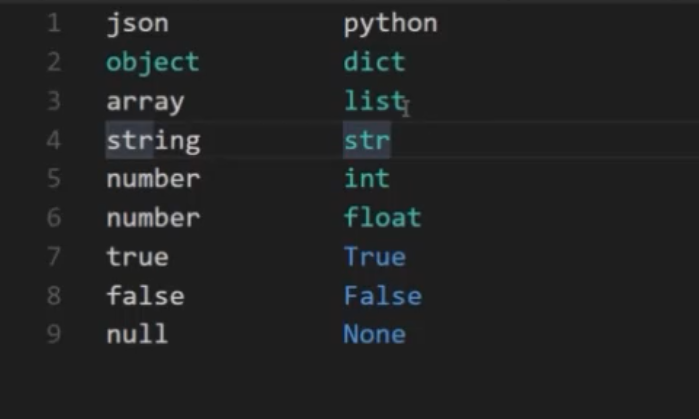 1 json python
2 object dict
3 array list
4 string str
5 number int
6 number float
7 true True
8 false False
9 null None